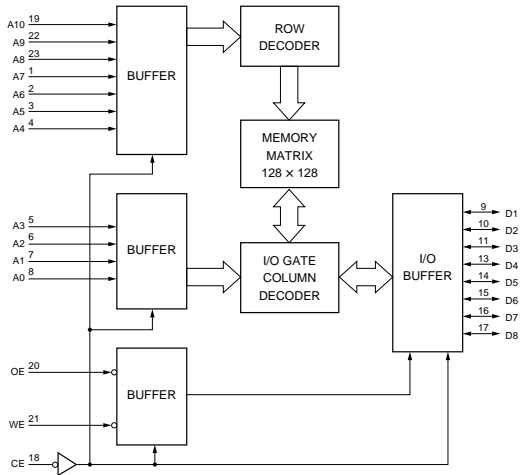 A10 19
A9 22
A8 23
A7 1
A6 2
A5 3
A4 4
BUFFER
ROW
DECODER
MEMORY
MATRIX
128 × 128
A3 5
A2 6
A1 7
A0 8
BUFFER
I/O GATE
COLUMN
DECODER
I/O
BUFFER
9 D1
10 D2
11 D3
13 D4
14 D5
15 D6
16 D7
17 D8
OE 20
WE 21
BUFFER
CE 18